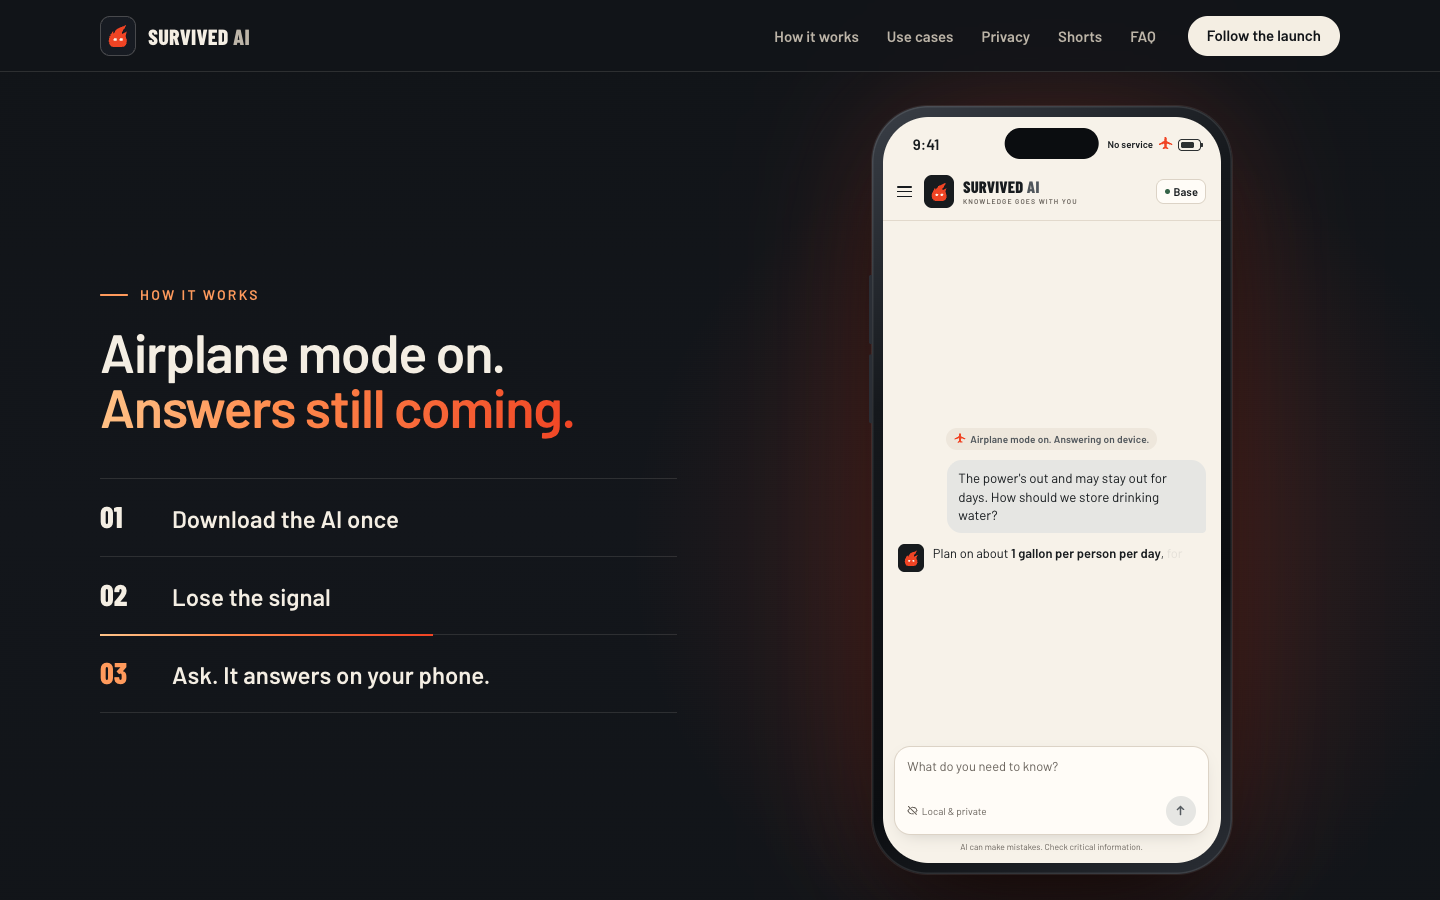 SURVIVED AI
How it works
Use cases
Privacy
Shorts
FAQ
Follow the launch
HOW IT WORKS
Airplane mode on.
Answers still coming.
01 Download the AI once
02 Lose the signal
03 Ask. It answers on your phone.
9:41
No service
SURVIVED AI
KNOWLEDGE GOES WITH YOU
Base
Airplane mode on. Answering on device.
The power's out and may stay out for
days. How should we store drinking
water?
Plan on about 1 gallon per person per day, for
What do you need to know?
Local & private
AI can make mistakes. Check critical information.